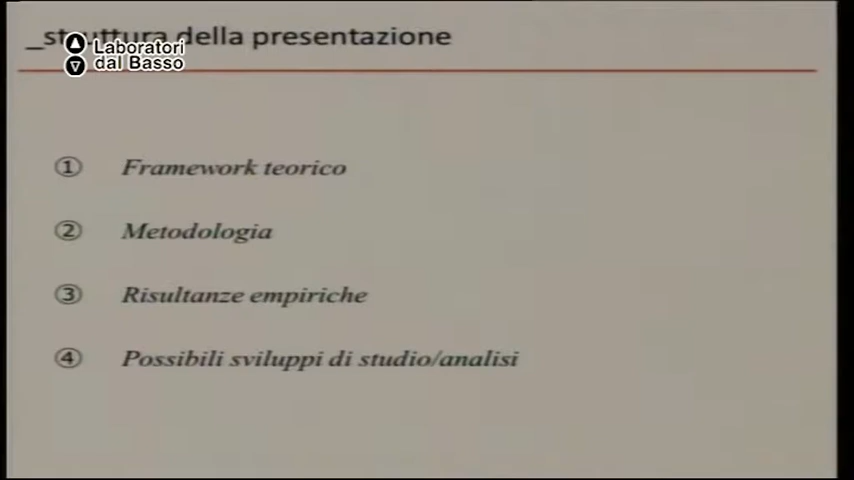 _struttura della presentazione
Laboratori
dal Basso
① Framework teorico
② Metodologia
③ Risultanze empiriche
④ Possibili sviluppi di studio/analisi